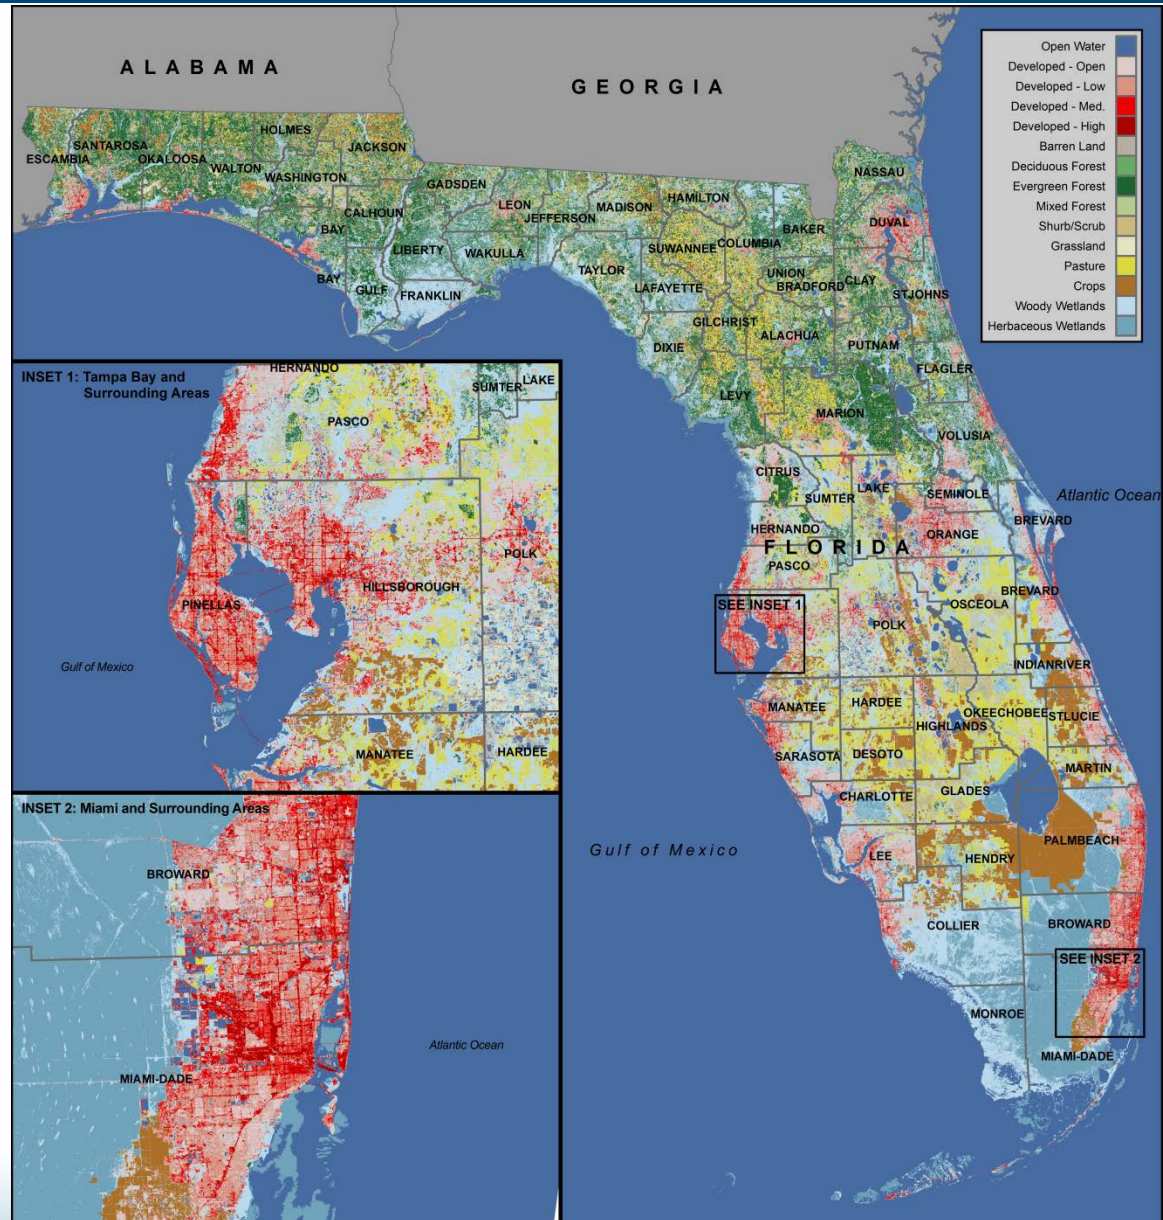 ALABAMA
GEORGIA
Open Water
Developed - Open
Developed - Low
Developed - Med.
Developed - High
Barren Land
Deciduous Forest
Evergreen Forest
Mixed Forest
Shurb/Scrub
Grassland
Pasture
Crops
Woody Wetlands
Herbaceous Wetlands
HOLMES
SANTAROSA
JACKSON
ESCAMBIA
OKALOOSA
WALTON
WASHINGTON
NASSAU
GADSDEN
HAMILTON
LEON
MADISON
CALHOUN
JEFFERSON
DUVAL
BAY
BAKER
LIBERTY
WAKULLA
SUWANNEE
COLUMBIA
TAYLOR
UNION
BAY
BRADFORD
CLAY
GULF
FRANKLIN
LAFAYETTE
STJOHNS
GILCHRIST
ALACHUA
DIXIE
PUTNAM
FLAGLER
LEVY
MARION
VOLUSIA
CITRUS
SUMTER
LAKE
SEMINOLE
Atlantic Ocean
BREVARD
HERNANDO
ORANGE
FLORIDA
PASCO
BREVARD
SEE INSET 1
OSCEOLA
POLK
INDIANRIVER
MANATEE
HARDEE
OKEECHOBEE
STLUCIE
HIGHLANDS
SARASOTA
DESOTO
MARTIN
CHARLOTTE
GLADES
PALMBEACH
Gulf of Mexico
LEE
HENDRY
COLLIER
BROWARD
SEE INSET 2
MONROE
MIAMI-DADE
INSET 1: Tampa Bay and
Surrounding Areas
HERNANDO
SUMTER
LAKE
PASCO
POLK
HILLSBOROUGH
PINELLAS
Gulf of Mexico
MANATEE
HARDEE
INSET 2: Miami and Surrounding Areas
BROWARD
Atlantic Ocean
MIAMI-DADE